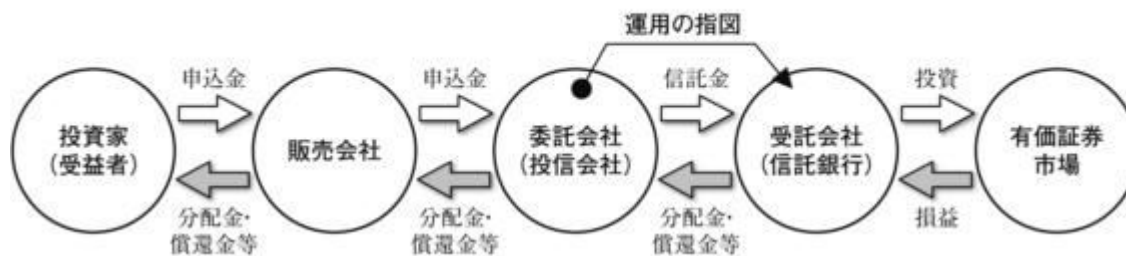 運用の指図
申込金
申込金
信託金
投資
投資家
（受益者）
販売会社
委託会社
（投信会社）
受託会社
（信託銀行）
有価証券
市場
分配金・
償還金等
分配金・
償還金等
分配金・
償還金等
損益